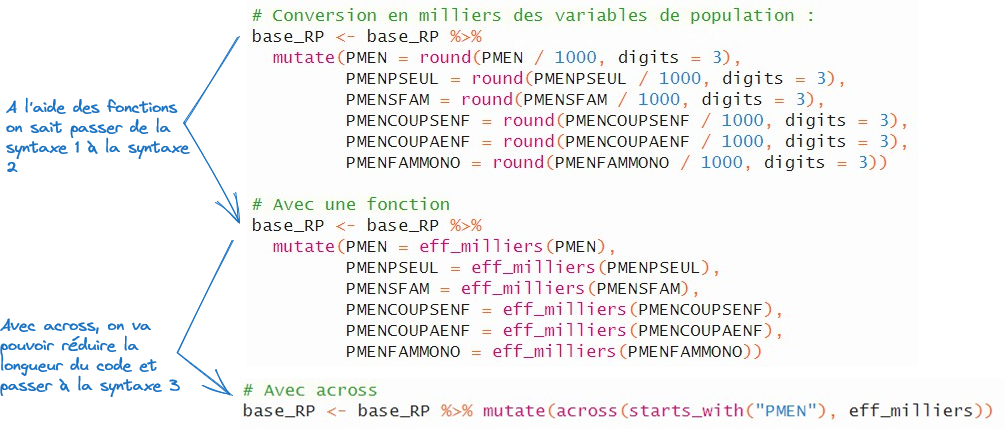 # Conversion en milliers des variables de population :
base_RP <- base_RP %>%
  mutate(PMEN = round(PMEN / 1000, digits = 3),
         PMENPSEUL = round(PMENPSEUL / 1000, digits = 3),
         PMENSFAM = round(PMENSFAM / 1000, digits = 3),
         PMENCOUPSENF = round(PMENCOUPSENF / 1000, digits = 3),
         PMENCOUPAENF = round(PMENCOUPAENF / 1000, digits = 3),
         PMENFAMMONO = round(PMENFAMMONO / 1000, digits = 3))
A l'aide des fonctions
on sait passer de la
syntaxe 1 à la syntaxe
2
# Avec une fonction
base_RP <- base_RP %>%
  mutate(PMEN = eff_milliers(PMEN),
         PMENPSEUL = eff_milliers(PMENPSEUL),
         PMENSFAM = eff_milliers(PMENSFAM),
         PMENCOUPSENF = eff_milliers(PMENCOUPSENF),
         PMENCOUPAENF = eff_milliers(PMENCOUPAENF),
         PMENFAMMONO = eff_milliers(PMENFAMMONO))
Avec across, on va
pouvoir réduire la
longueur du code et
passer à la syntaxe 3
# Avec across
base_RP <- base_RP %>% mutate(across(starts_with("PMEN"), eff_milliers))